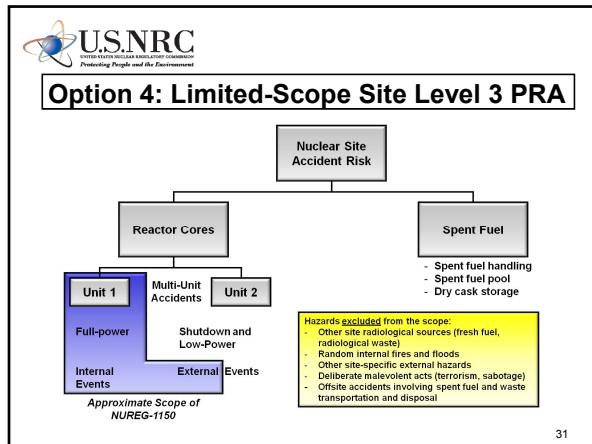 U.S.NRC
UNITED STATES NUCLEAR REGULATORY COMMISSION
Protecting People and the Environment
Option 4: Limited-Scope Site Level 3 PRA
Nuclear Site
Accident Risk
Reactor Cores
Spent Fuel
- Spent fuel handling
- Spent fuel pool
- Dry cask storage
Unit 1
Multi-Unit
Accidents
Unit 2
Full-power
Shutdown and
Low-Power
Internal
Events
External Events
Approximate Scope of
NUREG-1150
Hazards excluded from the scope:
- Other site radiological sources (fresh fuel,
radiological waste)
- Random internal fires and floods
- Other site-specific external hazards
- Deliberate malevolent acts (terrorism, sabotage)
- Offsite accidents involving spent fuel and waste
transportation and disposal
31